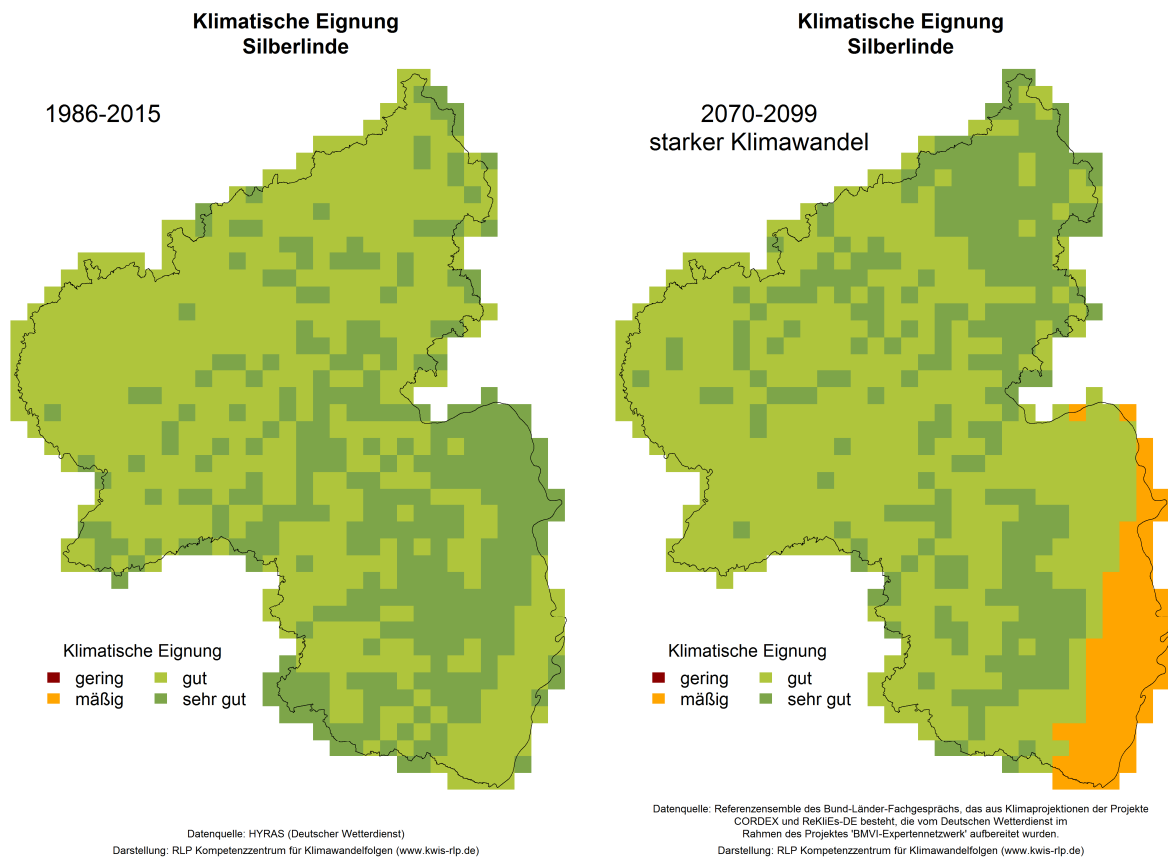 Klimatische Eignung
Silberlinde
1986-2015
Klimatische Eignung
gering
gut
mäßig
sehr gut
Datenquelle: HYRAS (Deutscher Wetterdienst)
Darstellung: RLP Kompetenzzentrum für Klimawandelfolgen (www.kwis-rlp.de)
Klimatische Eignung
Silberlinde
2070-2099
starker Klimawandel
Klimatische Eignung
gering
gut
mäßig
sehr gut
Datenquelle: Referenzensemble des Bund-Länder-Fachgesprächs, das aus Klimaprojektionen der Projekte
CORDEX und ReKliEs-DE besteht, die vom Deutschen Wetterdienst im
Rahmen des Projektes 'BMVI-Expertennetzwerk' aufbereitet wurden.
Darstellung: RLP Kompetenzzentrum für Klimawandelfolgen (www.kwis-rlp.de)